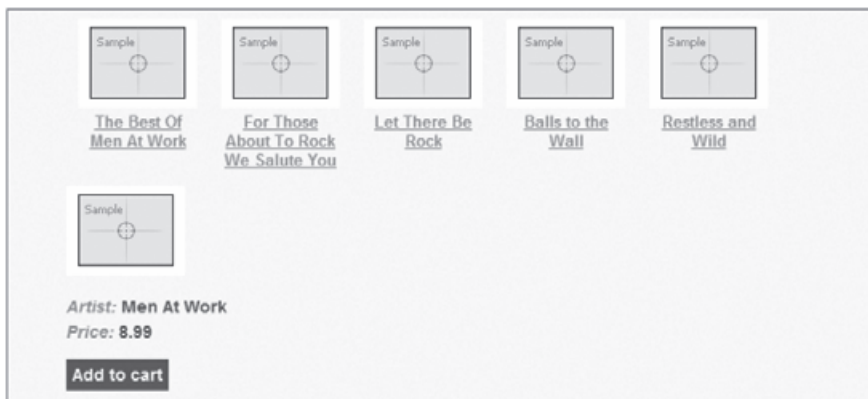 Sample Sample Sample Sample Sample
The Best Of For Those Let There Be Balls to the Restless and
Men At Work About To Rock Rock Wall Wild
We Salute You
Sample
Artist: Men At Work
Price: 8.99
Add to cart